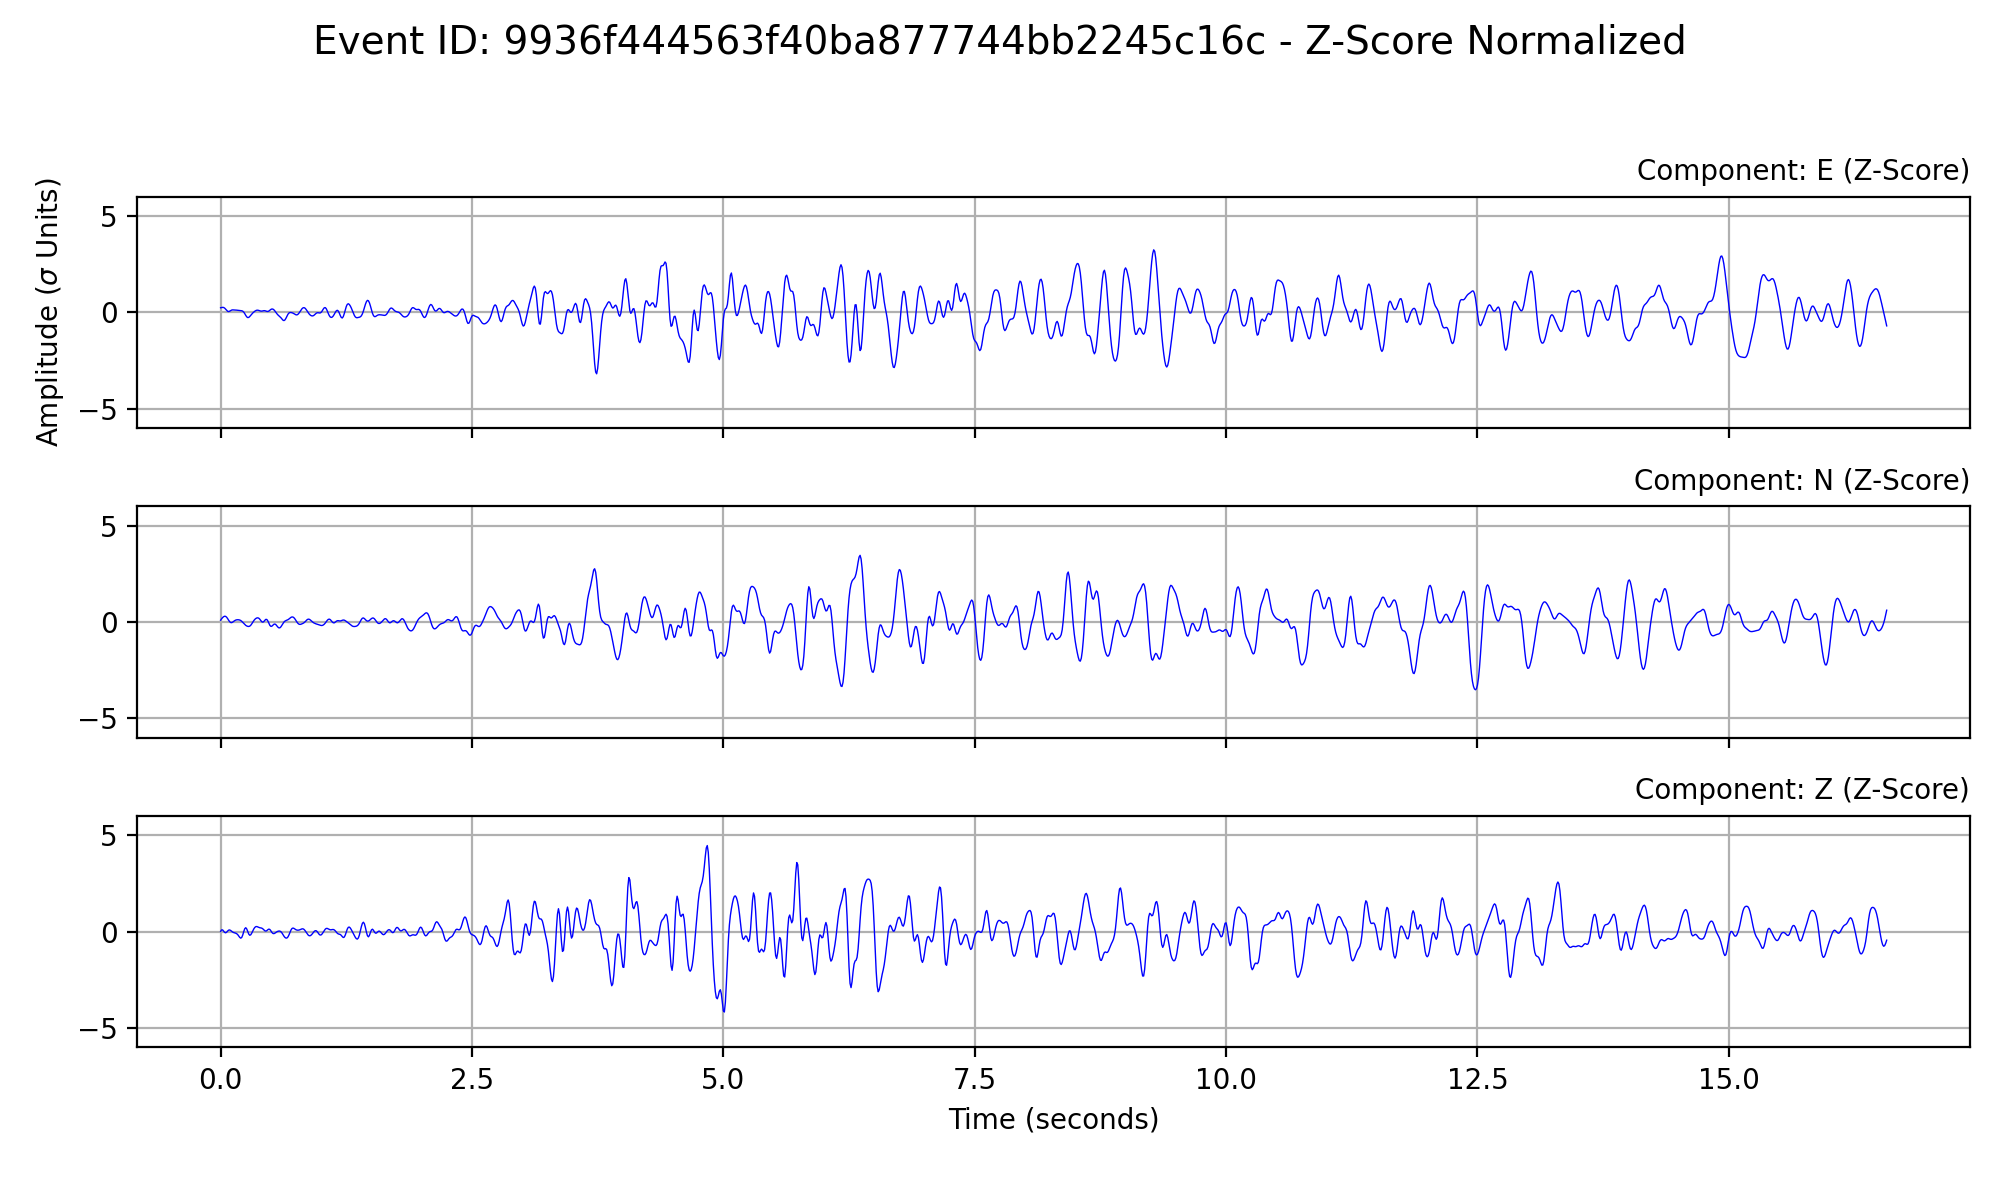 Event ID: 9936f444563f40ba877744bb2245c16c - Z-Score Normalized
Component: E (Z-Score)
Amplitude (σ Units)
5
0
−5
Component: N (Z-Score)
5
0
−5
Component: Z (Z-Score)
5
0
−5
0.0 2.5 5.0 7.5 10.0 12.5 15.0
Time (seconds)